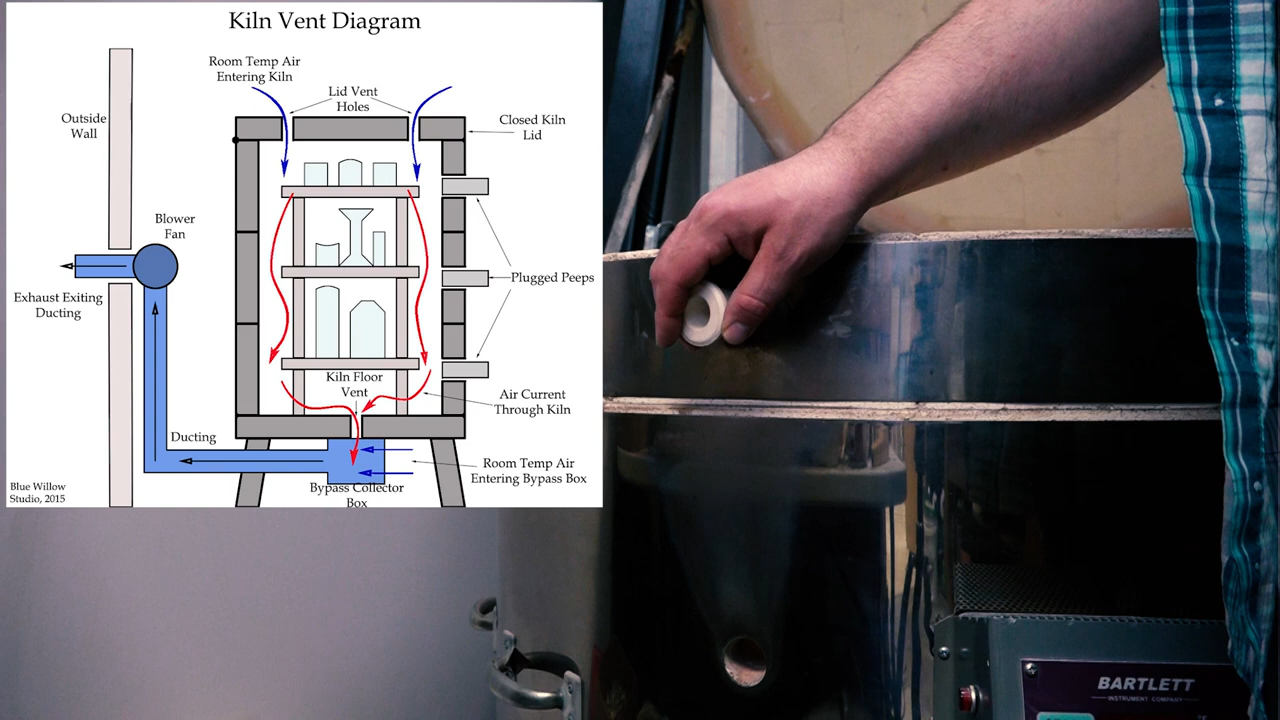 Kiln Vent Diagram
Room Temp Air
Entering Kiln
Lid Vent
Holes
Outside
Wall
Closed Kiln
Lid
Blower
Fan
Plugged Peeps
Exhaust Exiting
Ducting
Kiln Floor
Vent
Air Current
Through Kiln
Ducting
Room Temp Air
Entering Bypass Box
Blue Willow
Studio, 2015
Bypass Collector
Box
BARTLETT
INSTRUMENT COMPANY